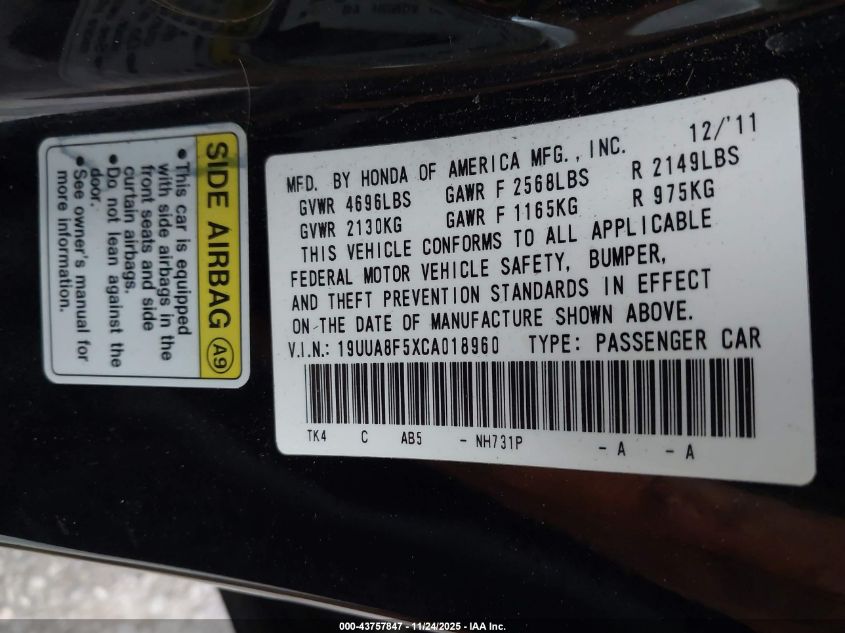 SIDE AIRBAG A9
• This car is equipped
with side airbags in the
front seats and side
curtain airbags.
• Do not lean against the
door.
• See owner's manual for
more information.
12/'11
MFD. BY HONDA OF AMERICA MFG., INC.
GVWR 4696LBS GAWR F 2568LBS R 2149LBS
GVWR 2130KG GAWR F 1165KG R 975KG
THIS VEHICLE CONFORMS TO ALL APPLICABLE
FEDERAL MOTOR VEHICLE SAFETY, BUMPER,
AND THEFT PREVENTION STANDARDS IN EFFECT
ON THE DATE OF MANUFACTURE SHOWN ABOVE.
V.I.N.: 19UUA8F5XCA018960 TYPE: PASSENGER CAR
TK4 C AB5 - NH731P - A - A
000-43757847 - 11/24/2025 - IAA Inc.